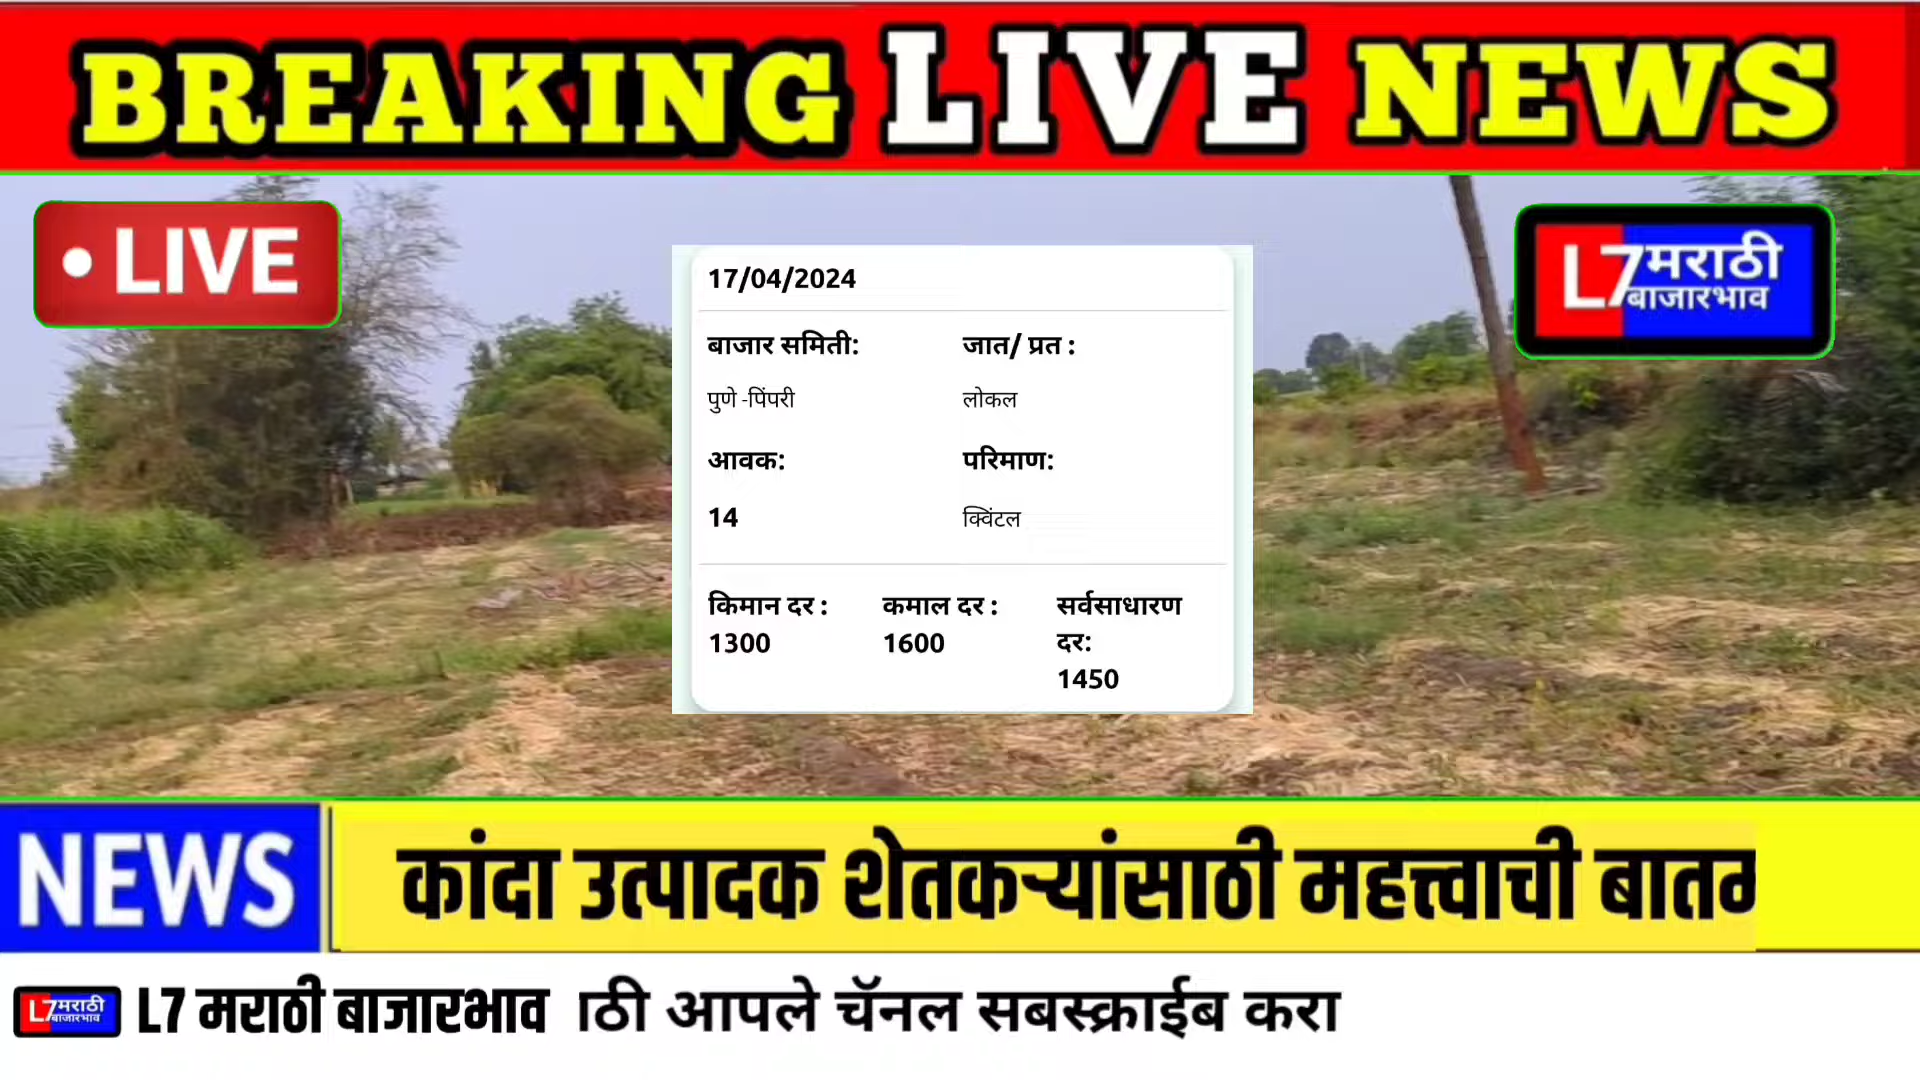 BREAKING LIVE NEWS
• LIVE
L7 मराठी
बाजारभाव
17/04/2024
बाजार समिती: जात/ प्रत :
पुणे -पिंपरी लोकल
आवक: परिमाण:
14 क्विंटल
किमान दर : कमाल दर : सर्वसाधारण
दर:
1300 1600
1450
NEWS कांदा उत्पादक शेतकऱ्यांसाठी महत्त्वाची
L7 मराठी बाजारभाव L7 मराठी बाजारभाव आपले चॅनल सबस्क्राईब करा